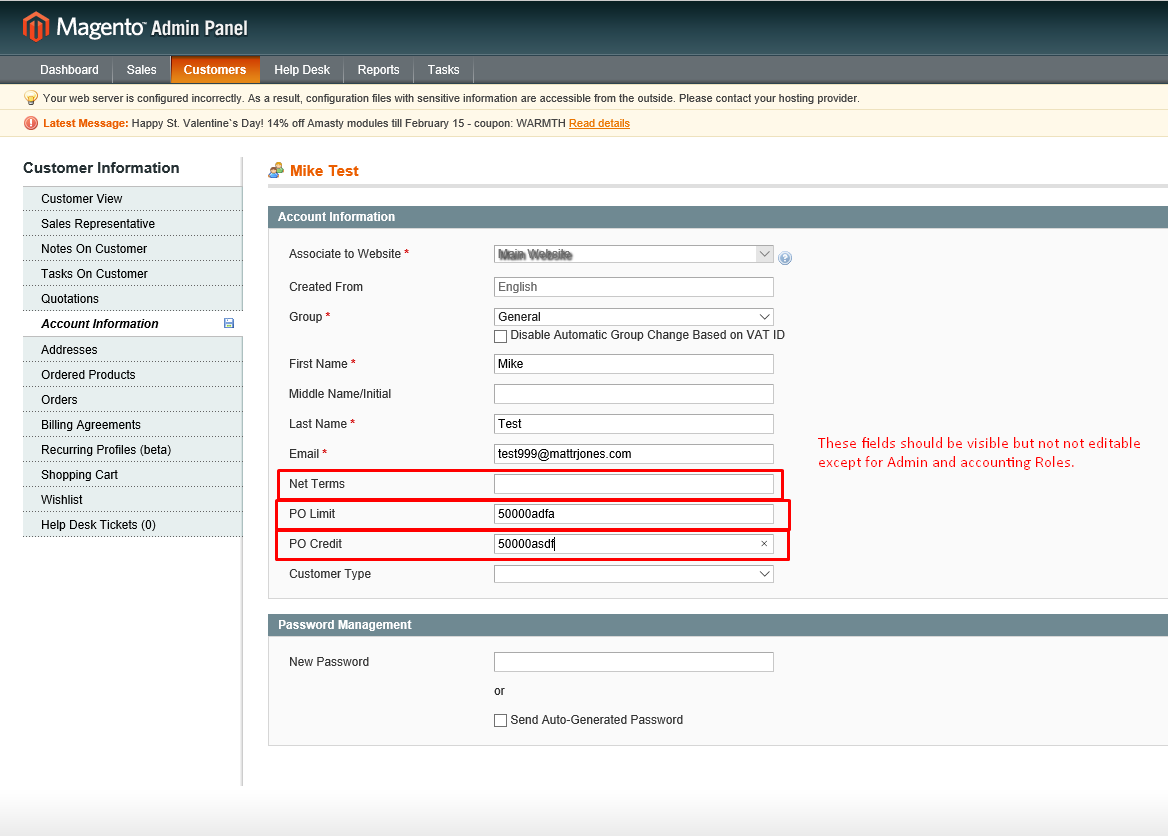 Magento™ Admin Panel
Dashboard Sales Customers Help Desk Reports Tasks
Your web server is configured incorrectly. As a result, configuration files with sensitive information are accessible from the outside. Please contact your hosting provider.
Latest Message: Happy St. Valentine`s Day! 14% off Amasty modules till February 15 - coupon: WARMTH Read details
Customer Information
Customer View
Sales Representative
Notes On Customer
Tasks On Customer
Quotations
Account Information
Addresses
Ordered Products
Orders
Billing Agreements
Recurring Profiles (beta)
Shopping Cart
Wishlist
Help Desk Tickets (0)
Mike Test
Account Information
Associate to Website * Main Website
Created From English
Group * General
Disable Automatic Group Change Based on VAT ID
First Name * Mike
Middle Name/Initial
Last Name * Test
Email * test999@mattrjones.com
Net Terms
PO Limit 50000adfa
PO Credit 50000asdf ×
Customer Type
These fields should be visible but not not editable
except for Admin and accounting Roles.
Password Management
New Password
or
Send Auto-Generated Password